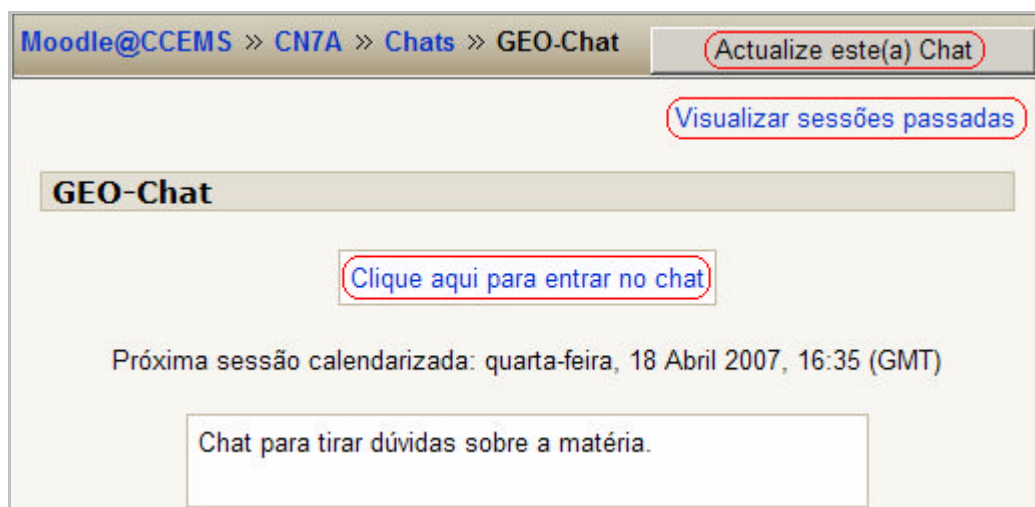 Moodle@CCEMS » CN7A » Chats » GEO-Chat Actualize este(a) Chat
Visualizar sessões passadas
GEO-Chat
Clique aqui para entrar no chat
Próxima sessão calendarizada: quarta-feira, 18 Abril 2007, 16:35 (GMT)
Chat para tirar dúvidas sobre a matéria.